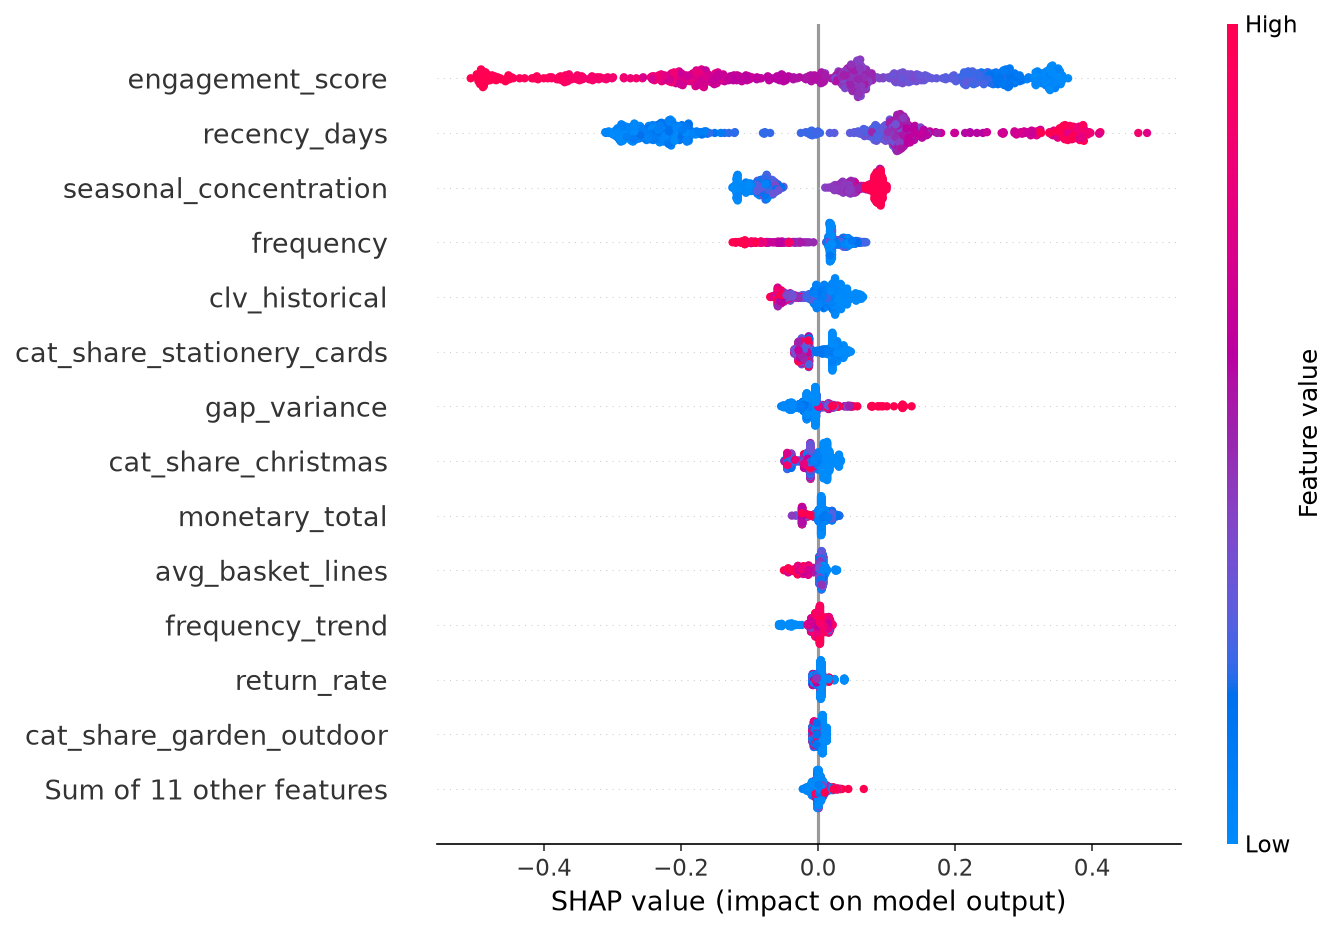 High
engagement_score
recency_days
seasonal_concentration
frequency
clv_historical
cat_share_stationery_cards
gap_variance
cat_share_christmas
monetary_total
avg_basket_lines
frequency_trend
return_rate
cat_share_garden_outdoor
Sum of 11 other features
Feature value
Low
−0.4 −0.2 0.0 0.2 0.4
SHAP value (impact on model output)